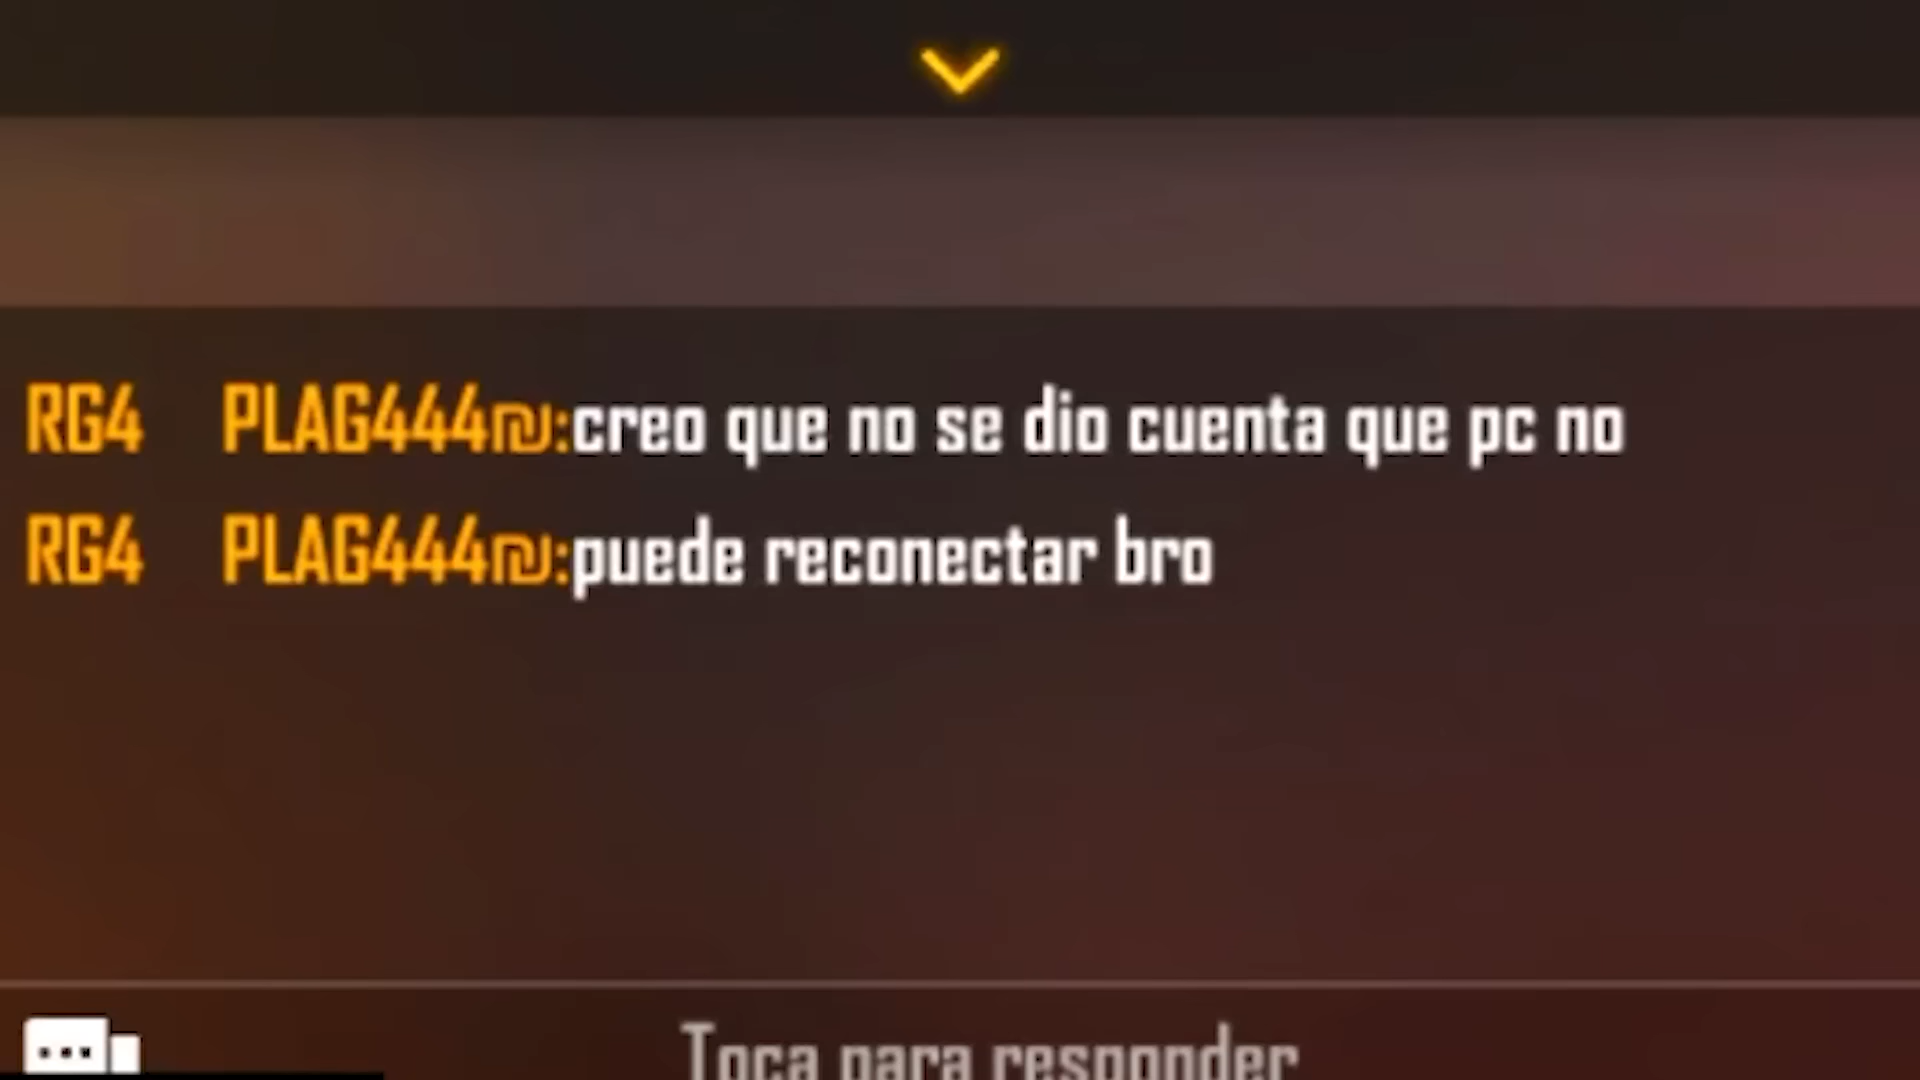 RG4 PLAG444₪:creo que no se dio cuenta que pc no
RG4 PLAG444₪:puede reconectar bro
Toca para responder